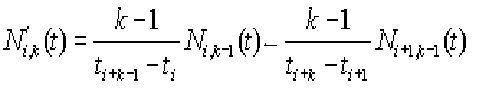 $N'_{i,k}(t) = \frac{k-1}{t_{i+k-1}-t_i} N_{i,k-1}(t) - \frac{k-1}{t_{i+k}-t_{i+1}} N_{i+1,k-1}(t)$